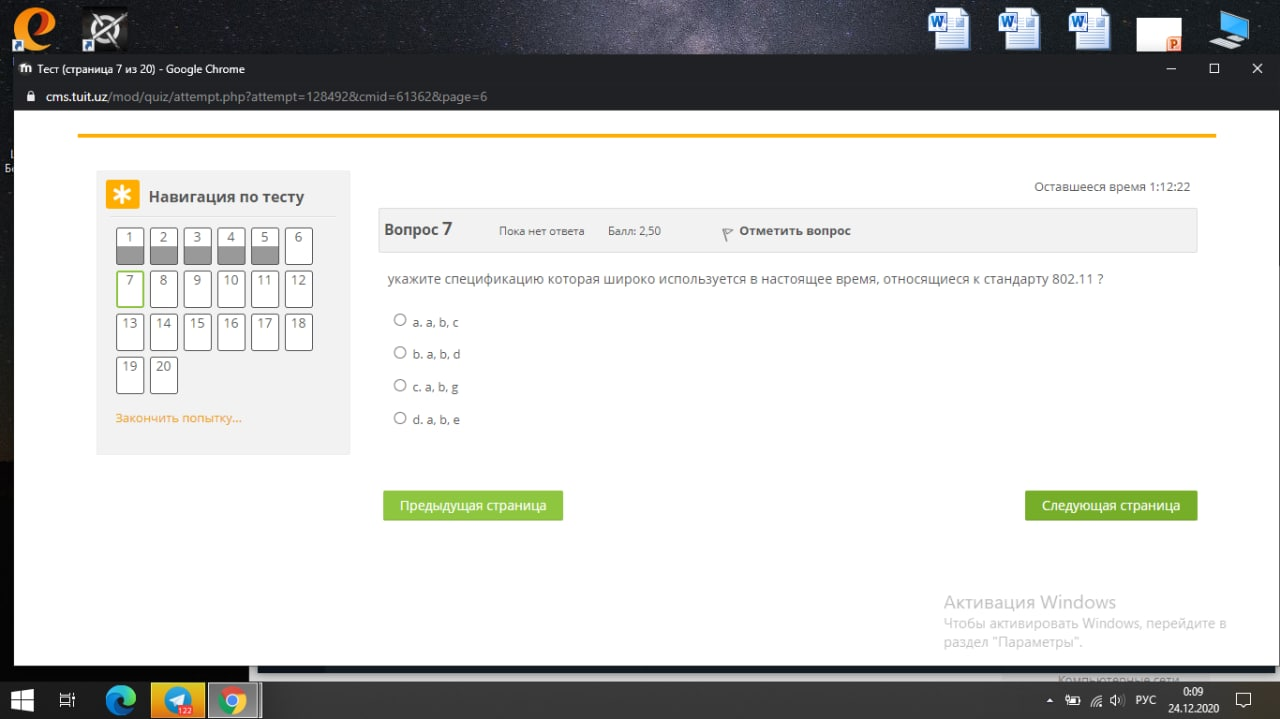 Тест (страница 7 из 20) - Google Chrome
cms.tuit.uz/mod/quiz/attempt.php?attempt=128492&cmid=61362&page=6
Навигация по тесту
1 2 3 4 5 6
7 8 9 10 11 12
13 14 15 16 17 18
19 20
Закончить попытку...
Оставшееся время 1:12:22
Вопрос 7 Пока нет ответа Балл: 2,50 Отметить вопрос
укажите спецификацию которая широко используется в настоящее время, относящиеся к стандарту 802.11 ?
a. a, b, c
b. a, b, d
c. a, b, g
d. a, b, e
Предыдущая страница Следующая страница
Активация Windows
Чтобы активировать Windows, перейдите в
раздел "Параметры".
Компьютерные сети
122
РУС
0:09
24.12.2020